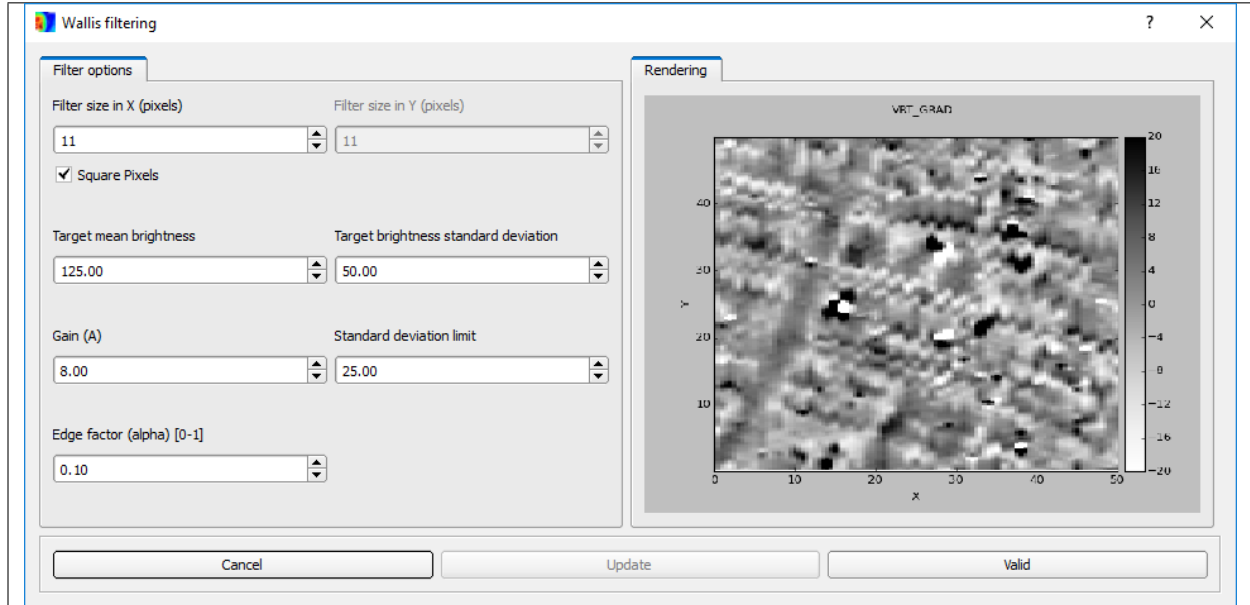 Wallis filtering
?
Filter options
Filter size in X (pixels)
Filter size in Y (pixels)
11
11
Square Pixels
Target mean brightness
Target brightness standard deviation
125.00
50.00
Gain (A)
Standard deviation limit
8.00
25.00
Edge factor (alpha) [0-1]
0.10
Rendering
VBT_GRAD
20
16
12
8
4
0
−4
−8
−12
−16
−20
40
30
20
10
Y
0
10
20
30
40
50
X
Cancel
Update
Valid